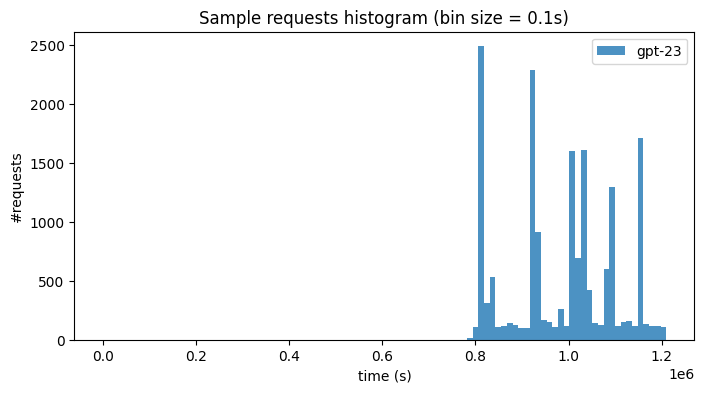 Sample requests histogram (bin size = 0.1s)
gpt-23
#requests
2500
2000
1500
1000
500
0
0.0 0.2 0.4 0.6 0.8 1.0 1.2
1e6
time (s)